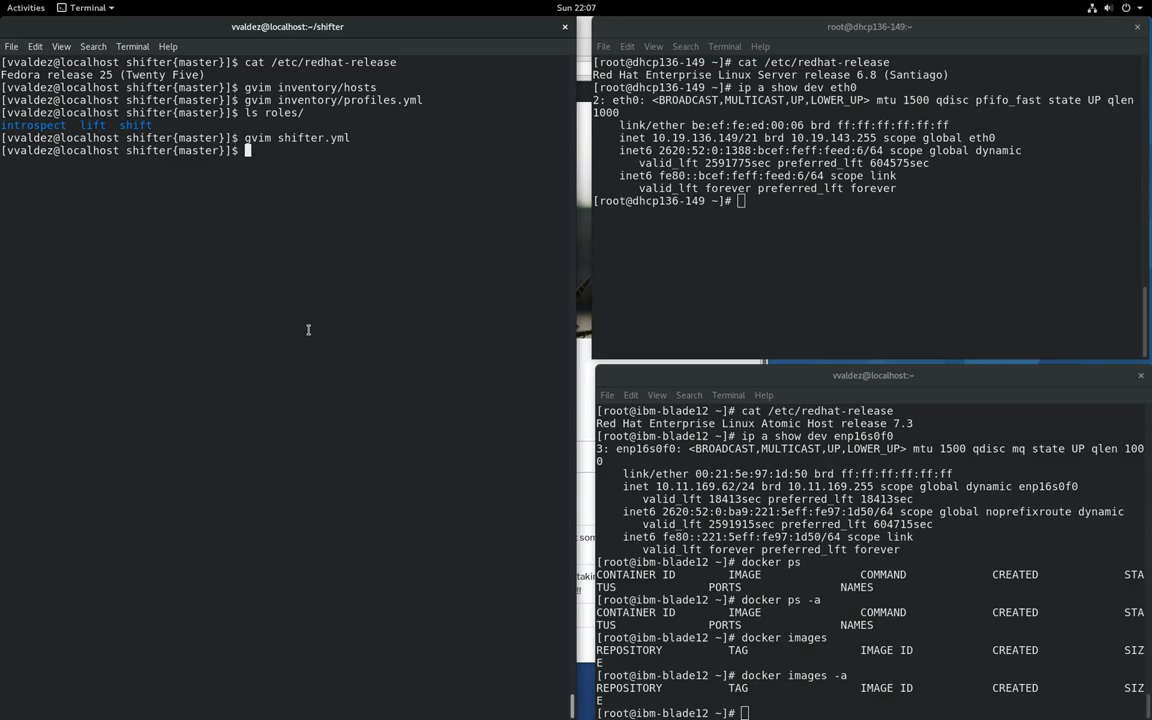 Activities Terminal Sun 22:07
vvaldez@localhost:~/shifter
File Edit View Search Terminal Help
[vvaldez@localhost shifter{master}]$ cat /etc/redhat-release
Fedora release 25 (Twenty Five)
[vvaldez@localhost shifter{master}]$ gvim inventory/hosts
[vvaldez@localhost shifter{master}]$ gvim inventory/profiles.yml
[vvaldez@localhost shifter{master}]$ ls roles/
introspect lift shift
[vvaldez@localhost shifter{master}]$ gvim shifter.yml
[vvaldez@localhost shifter{master}]$
root@dhcp136-149:~
File Edit View Search Terminal Help
[root@dhcp136-149 ~]# cat /etc/redhat-release
Red Hat Enterprise Linux Server release 6.8 (Santiago)
[root@dhcp136-149 ~]# ip a show dev eth0
2: eth0: <BROADCAST,MULTICAST,UP,LOWER_UP> mtu 1500 qdisc pfifo_fast state UP qlen
1000
link/ether be:ef:fe:ed:00:06 brd ff:ff:ff:ff:ff:ff
inet 10.19.136.149/21 brd 10.19.143.255 scope global eth0
inet6 2620:52:0:1388:bcef:feff:feed:6/64 scope global dynamic
valid_lft 2591775sec preferred_lft 604575sec
inet6 fe80::bcef:feff:feed:6/64 scope link
valid_lft forever preferred_lft forever
[root@dhcp136-149 ~]#
som
takin
!!
vvaldez@localhost:~
File Edit View Search Terminal Help
[root@ibm-blade12 ~]# cat /etc/redhat-release
Red Hat Enterprise Linux Atomic Host release 7.3
[root@ibm-blade12 ~]# ip a show dev enp16s0f0
3: enp16s0f0: <BROADCAST,MULTICAST,UP,LOWER_UP> mtu 1500 qdisc mq state UP qlen 100
0
link/ether 00:21:5e:97:1d:50 brd ff:ff:ff:ff:ff:ff
inet 10.11.169.62/24 brd 10.11.169.255 scope global dynamic enp16s0f0
valid_lft 18413sec preferred_lft 18413sec
inet6 2620:52:0:ba9:221:5eff:fe97:1d50/64 scope global noprefixroute dynamic
valid_lft 2591915sec preferred_lft 604715sec
inet6 fe80::221:5eff:fe97:1d50/64 scope link
valid_lft forever preferred_lft forever
[root@ibm-blade12 ~]# docker ps
CONTAINER ID IMAGE COMMAND CREATED STA
TUS PORTS NAMES
[root@ibm-blade12 ~]# docker ps -a
CONTAINER ID IMAGE COMMAND CREATED STA
TUS PORTS NAMES
[root@ibm-blade12 ~]# docker images
REPOSITORY TAG IMAGE ID CREATED SIZ
E
[root@ibm-blade12 ~]# docker images -a
REPOSITORY TAG IMAGE ID CREATED SIZ
E
[root@ibm-blade12 ~]#